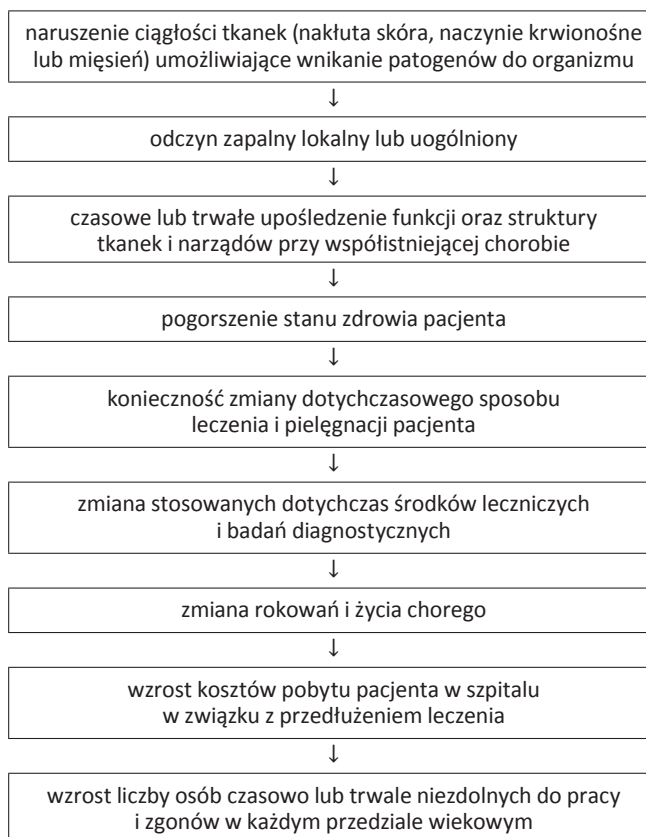 naruszenie ciągłości tkanek (nakłuta skóra, naczynie krwionośne
lub mięsień) umożliwiające wnikanie patogenów do organizmu
↓
odczyn zapalny lokalny lub uogólniony
↓
czasowe lub trwałe upośledzenie funkcji oraz struktury
tkanek i narządów przy współistniejącej chorobie
↓
pogorszenie stanu zdrowia pacjenta
↓
konieczność zmiany dotychczasowego sposobu
leczenia i pielęgnacji pacjenta
↓
zmiana stosowanych dotychczas środków leczniczych
i badań diagnostycznych
↓
zmiana rokowań i życia chorego
↓
wzrost kosztów pobytu pacjenta w szpitalu
w związku z przedłużeniem leczenia
↓
wzrost liczby osób czasowo lub trwale niezdolnych do pracy
i zgonów w każdym przedziale wiekowym